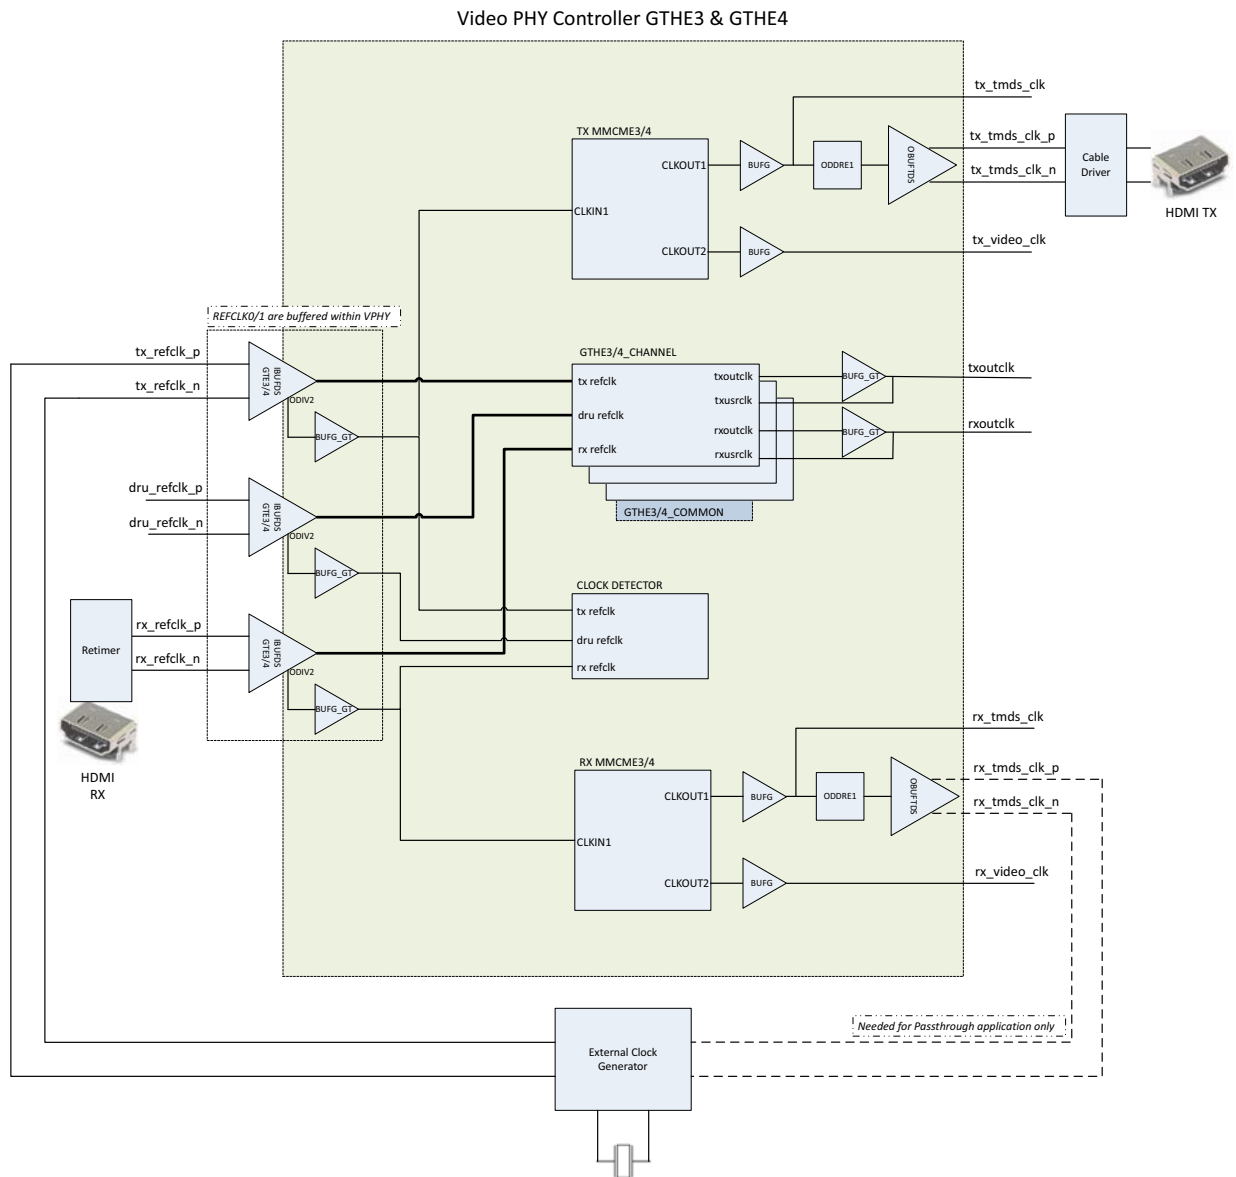 Video PHY Controller GTHE3 & GTHE4
tx_tmds_clk
TX MMCME3/4
CLKOUT1
BUFG
ODDRE1
OBUFTDS
tx_tmds_clk_p
tx_tmds_clk_n
Cable
Driver
HDMI TX
CLKIN1
CLKOUT2
BUFG
tx_video_clk
REFCLK0/1 are buffered within VPHY
tx_refclk_p
tx_refclk_n
IBUFDS
GTE3/4
ODIV2
BUFG_GT
GTHE3/4_CHANNEL
tx refclk
dru refclk
rx refclk
txoutclk
txusrclk
rxoutclk
rxusrclk
BUFG_GT
txoutclk
BUFG_GT
rxoutclk
GTHE3/4_COMMON
dru_refclk_p
dru_refclk_n
IBUFDS
GTE3/4
ODIV2
BUFG_GT
CLOCK DETECTOR
tx refclk
dru refclk
rx refclk
Retimer
rx_refclk_p
rx_refclk_n
IBUFDS
GTE3/4
ODIV2
BUFG_GT
HDMI
RX
rx_tmds_clk
RX MMCME3/4
CLKOUT1
BUFG
ODDRE1
OBUFTDS
rx_tmds_clk_p
rx_tmds_clk_n
CLKIN1
CLKOUT2
BUFG
rx_video_clk
Needed for Passthrough application only
External Clock
Generator